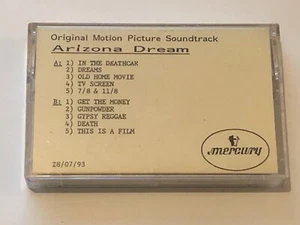 Original Motion Picture Soundtrack
Arizona Dream
A: 1) IN THE DEATHCAR
2) DREAMS
3) OLD HOME MOVIE
4) TV SCREEN
5) 7/8 & 11/8
B: 1) GET THE MONEY
2) GUNPOWDER
3) GYPSY REGGAE
4) DEATH
5) THIS IS A FILM
28/07/93
mercury